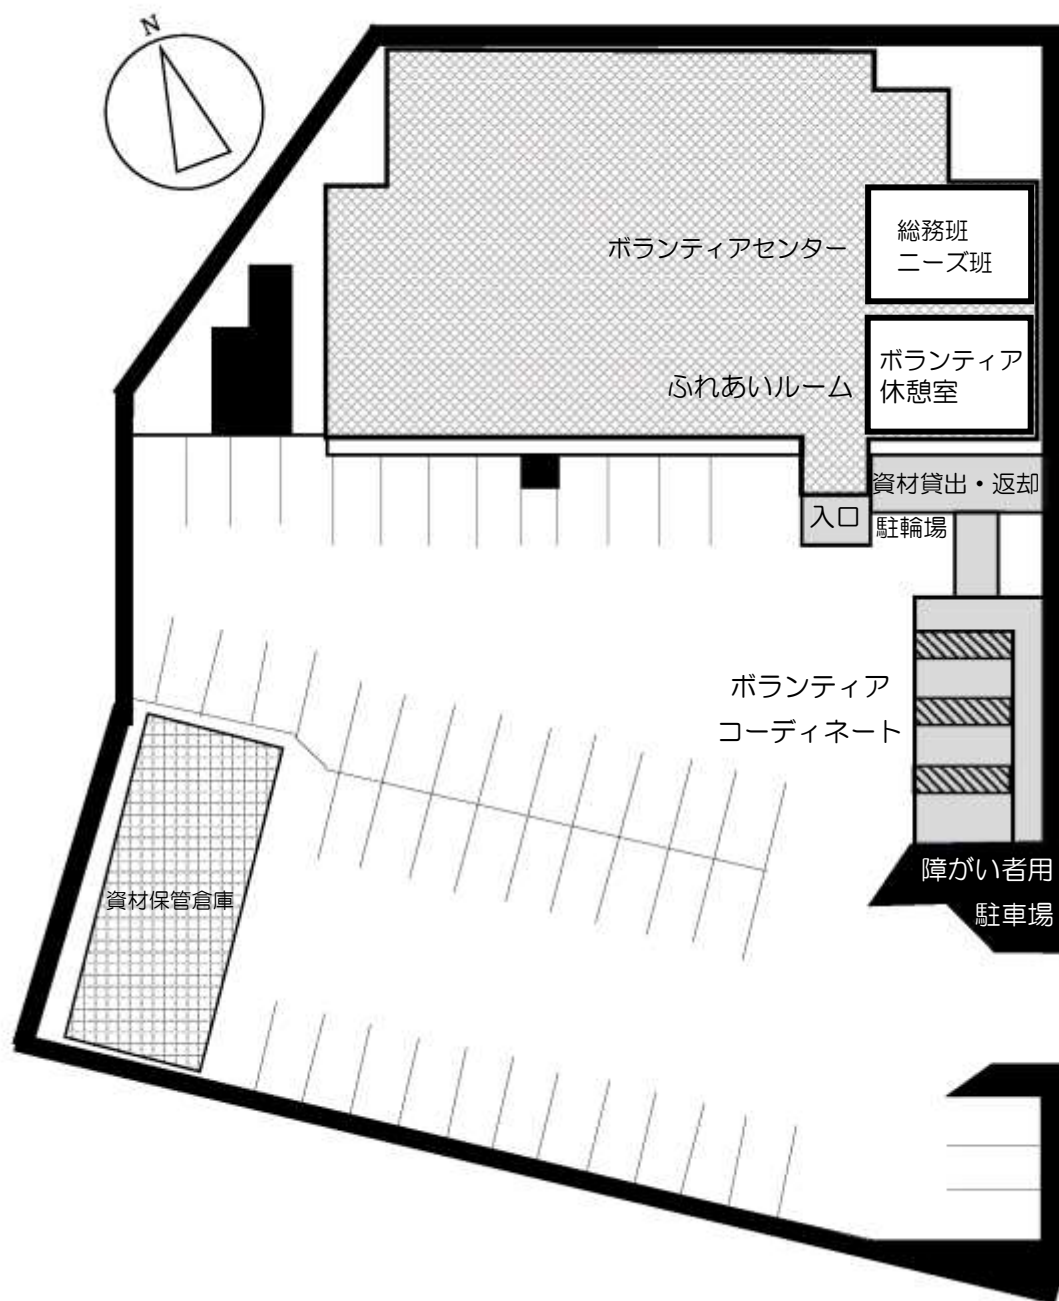 N
総務班
ニーズ班
ボランティアセンター
ボランティア
休憩室
ふれあいルーム
資材貸出・返却
入口
駐輪場
ボランティア
コーディネート
障がい者用
駐車場
資材保管倉庫